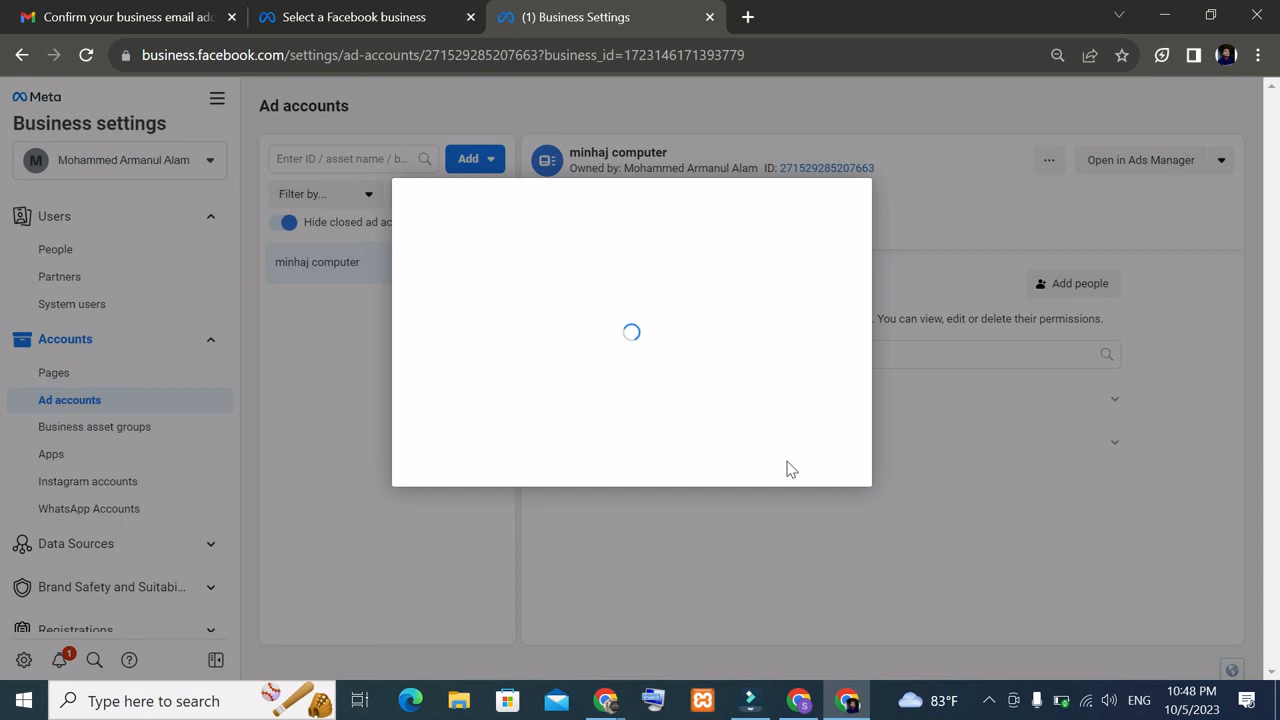 Confirm your business email add
Select a Facebook business
(1) Business Settings
business.facebook.com/settings/ad-accounts/271529285207663?business_id=1723146171393779
Meta
Business settings
M
Mohammed Armanul Alam
Users
People
Partners
System users
Accounts
Pages
Ad accounts
Business asset groups
Apps
Instagram accounts
WhatsApp Accounts
Data Sources
Brand Safety and Suitabi...
Registrations
1
Ad accounts
Enter ID / asset name / b...
Add
Filter by...
Hide closed ad ac
minhaj computer
minhaj computer
Owned by: Mohammed Armanul Alam ID: 271529285207663
...
Open in Ads Manager
Add people
. You can view, edit or delete their permissions.
Type here to search
S
83°F
ENG
10:48 PM
10/5/2023